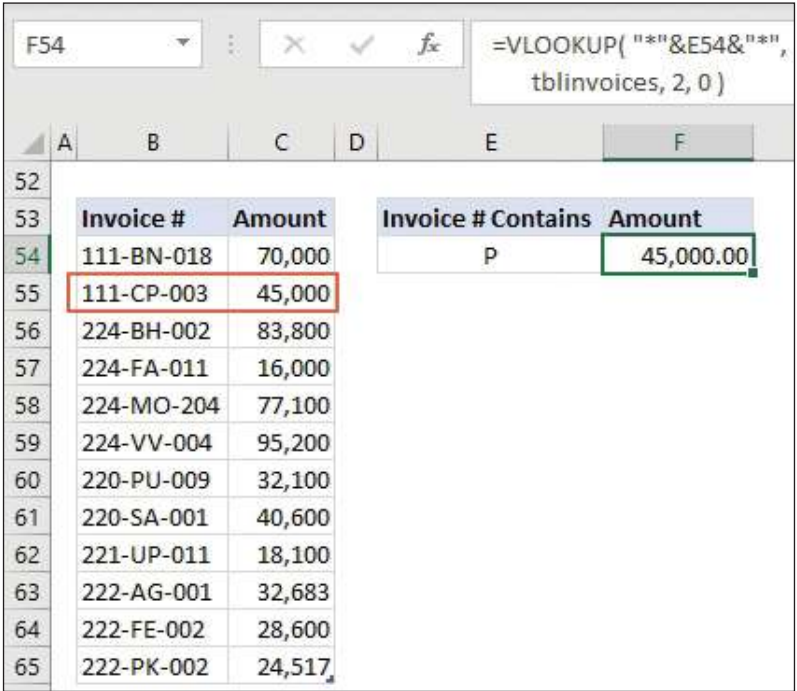 F54 fx =VLOOKUP( "*"&E54&"*",
tblinvoices, 2, 0 )
A B C D E F
52
53 Invoice # Amount Invoice # Contains Amount
54 111-BN-018 70,000 P 45,000.00
55 111-CP-003 45,000
56 224-BH-002 83,800
57 224-FA-011 16,000
58 224-MO-204 77,100
59 224-VV-004 95,200
60 220-PU-009 32,100
61 220-SA-001 40,600
62 221-UP-011 18,100
63 222-AG-001 32,683
64 222-FE-002 28,600
65 222-PK-002 24,517